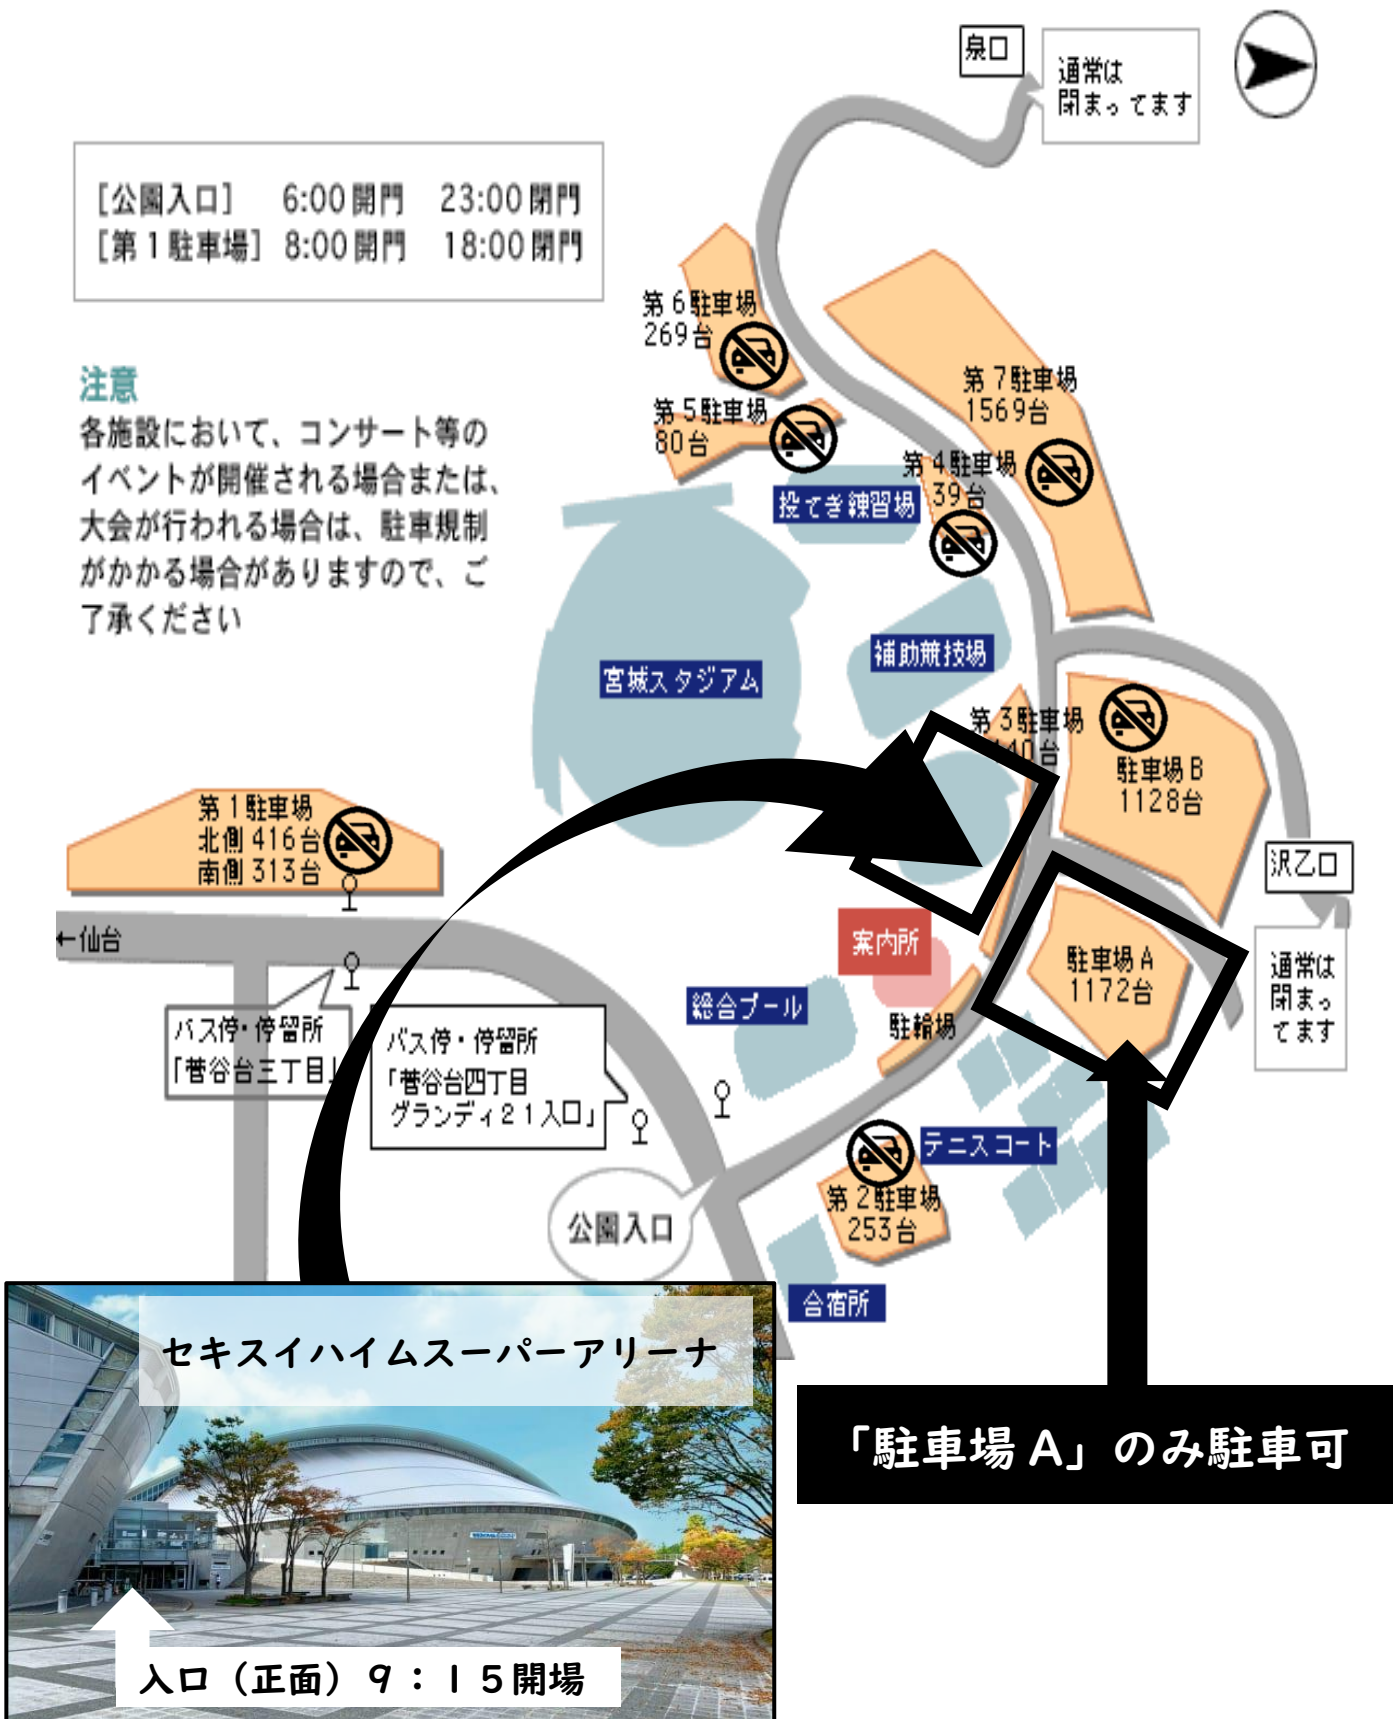 泉口
通常は
閉まってます
[公園入口] 6:00開門 23:00閉門
[第1駐車場] 8:00開門 18:00閉門
注意
各施設において、コンサート等の
イベントが開催される場合または、
大会が行われる場合は、駐車規制
がかかる場合がありますので、ご
了承ください
第6駐車場
269台
第5駐車場
80台
第7駐車場
1569台
第4駐車場
39台
投てき練習場
補助競技場
宮城スタジアム
第3駐車場
140台
駐車場B
1128台
第1駐車場
北側416台
南側313台
沢乙口
通常は
閉まっ
てます
←仙台
案内所
駐車場A
1172台
総合プール
駐輪場
バス停・停留所
「菅谷台三丁目」
バス停・停留所
「菅谷台四丁目
グランディ21入口」
テニスコート
第2駐車場
253台
公園入口
合宿所
セキスイハイムスーパーアリーナ
「駐車場A」のみ駐車可
入口（正面）9：15開場